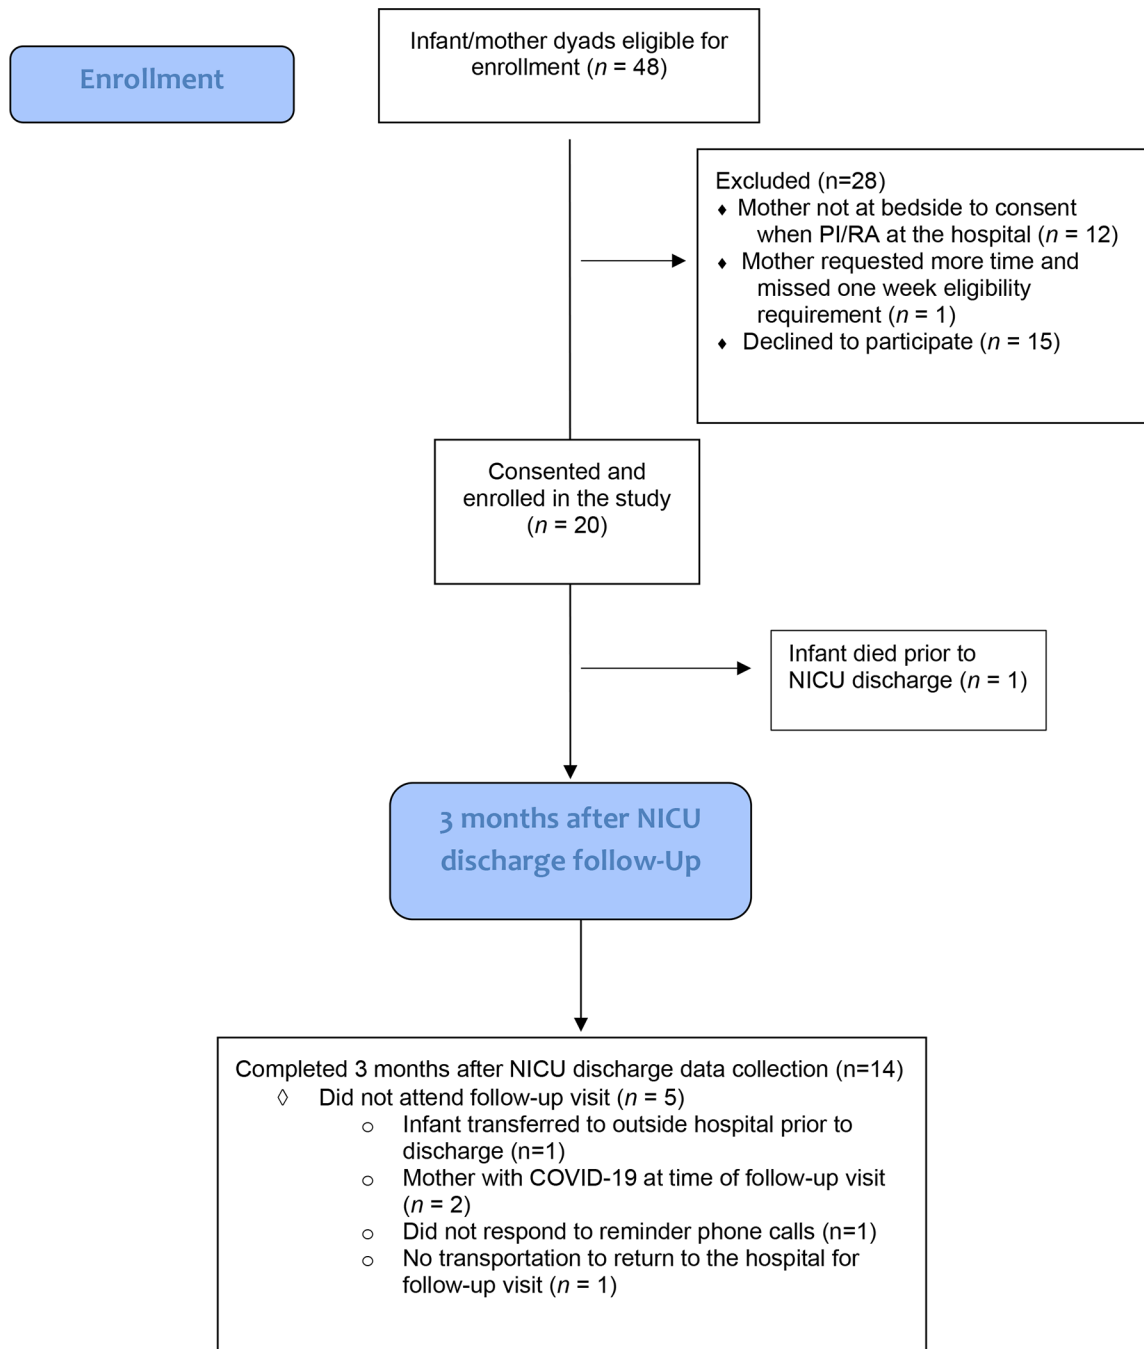 Enrollment
Infant/mother dyads eligible for
enrollment (n = 48)
Excluded (n=28)
♦ Mother not at bedside to consent
when PI/RA at the hospital (n = 12)
♦ Mother requested more time and
missed one week eligibility
requirement (n = 1)
♦ Declined to participate (n = 15)
Consented and
enrolled in the study
(n = 20)
Infant died prior to
NICU discharge (n = 1)
3 months after NICU
discharge follow-Up
Completed 3 months after NICU discharge data collection (n=14)
◊ Did not attend follow-up visit (n = 5)
o Infant transferred to outside hospital prior to
discharge (n=1)
o Mother with COVID-19 at time of follow-up visit
(n = 2)
o Did not respond to reminder phone calls (n=1)
o No transportation to return to the hospital for
follow-up visit (n = 1)